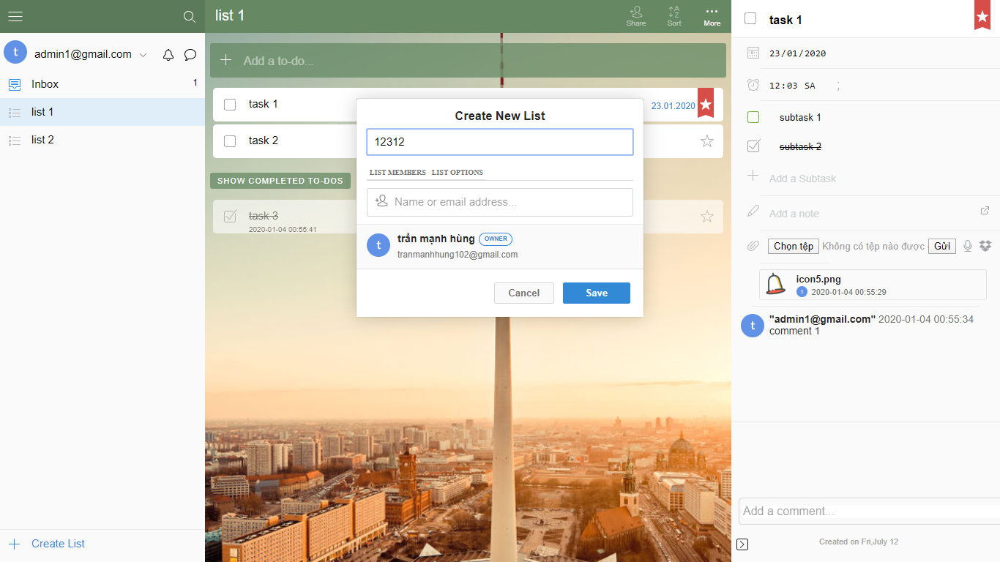 t admin1@gmail.com
Inbox 1
list 1
list 2
Create List
list 1
Share Sort More
Add a to-do...
task 1 23.01.2020
task 2
SHOW COMPLETED TO-DOS
task 3
2020-01-04 00:55:41
Create New List
12312
LIST MEMBERS LIST OPTIONS
Name or email address...
t trần mạnh hùng OWNER
tranmanhhung102@gmail.com
Cancel Save
task 1
23/01/2020
12:03 SA
subtask 1
subtask 2
Add a Subtask
Add a note
Chọn tệp Không có tệp nào được Gửi
icon5.png
t 2020-01-04 00:55:29
t "admin1@gmail.com" 2020-01-04 00:55:34
comment 1
Add a comment...
Created on Fri,July 12